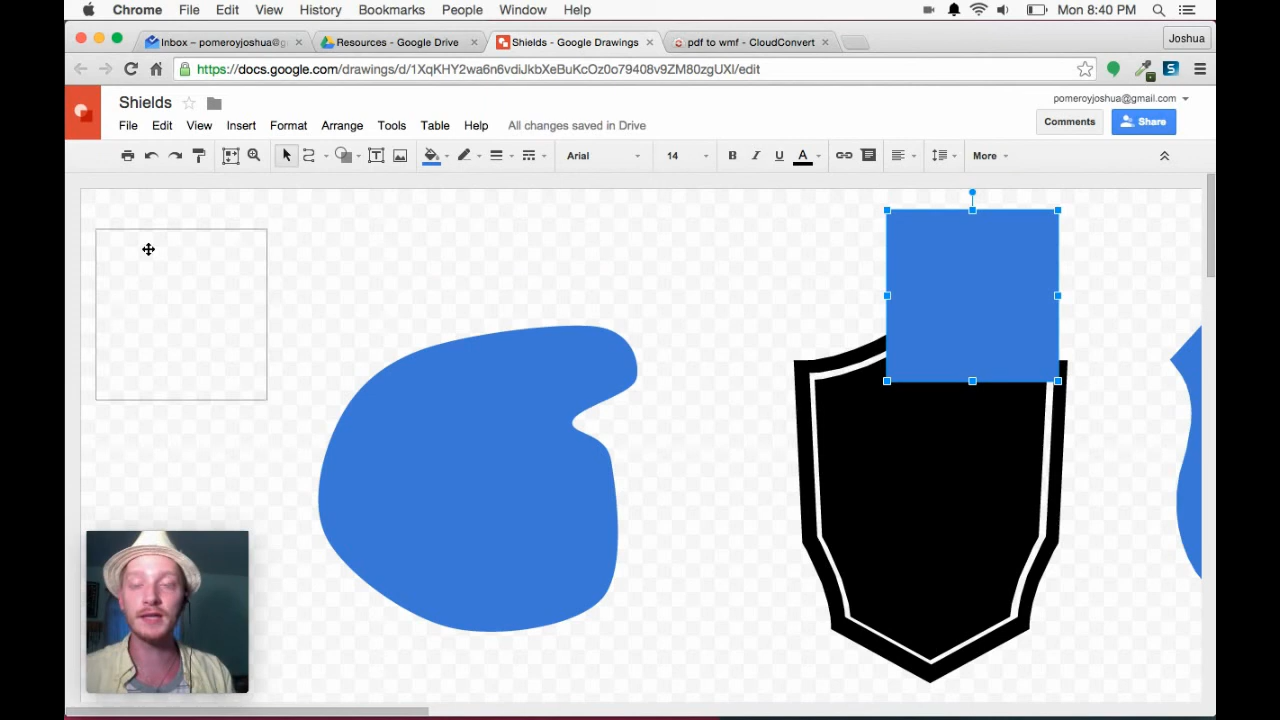 Chrome File Edit View History Bookmarks People Window Help Mon 8:40 PM
Inbox – pomeroyjoshua@g Resources - Google Drive Shields - Google Drawings pdf to wmf - CloudConvert Joshua
https://docs.google.com/drawings/d/1XqKHY2wa6n6vdiJkbXeBuKcOz0o79408v9ZM80zgUXI/edit
Shields pomeroyjoshua@gmail.com
File Edit View Insert Format Arrange Tools Table Help All changes saved in Drive Comments Share
Arial 14 B I U A More